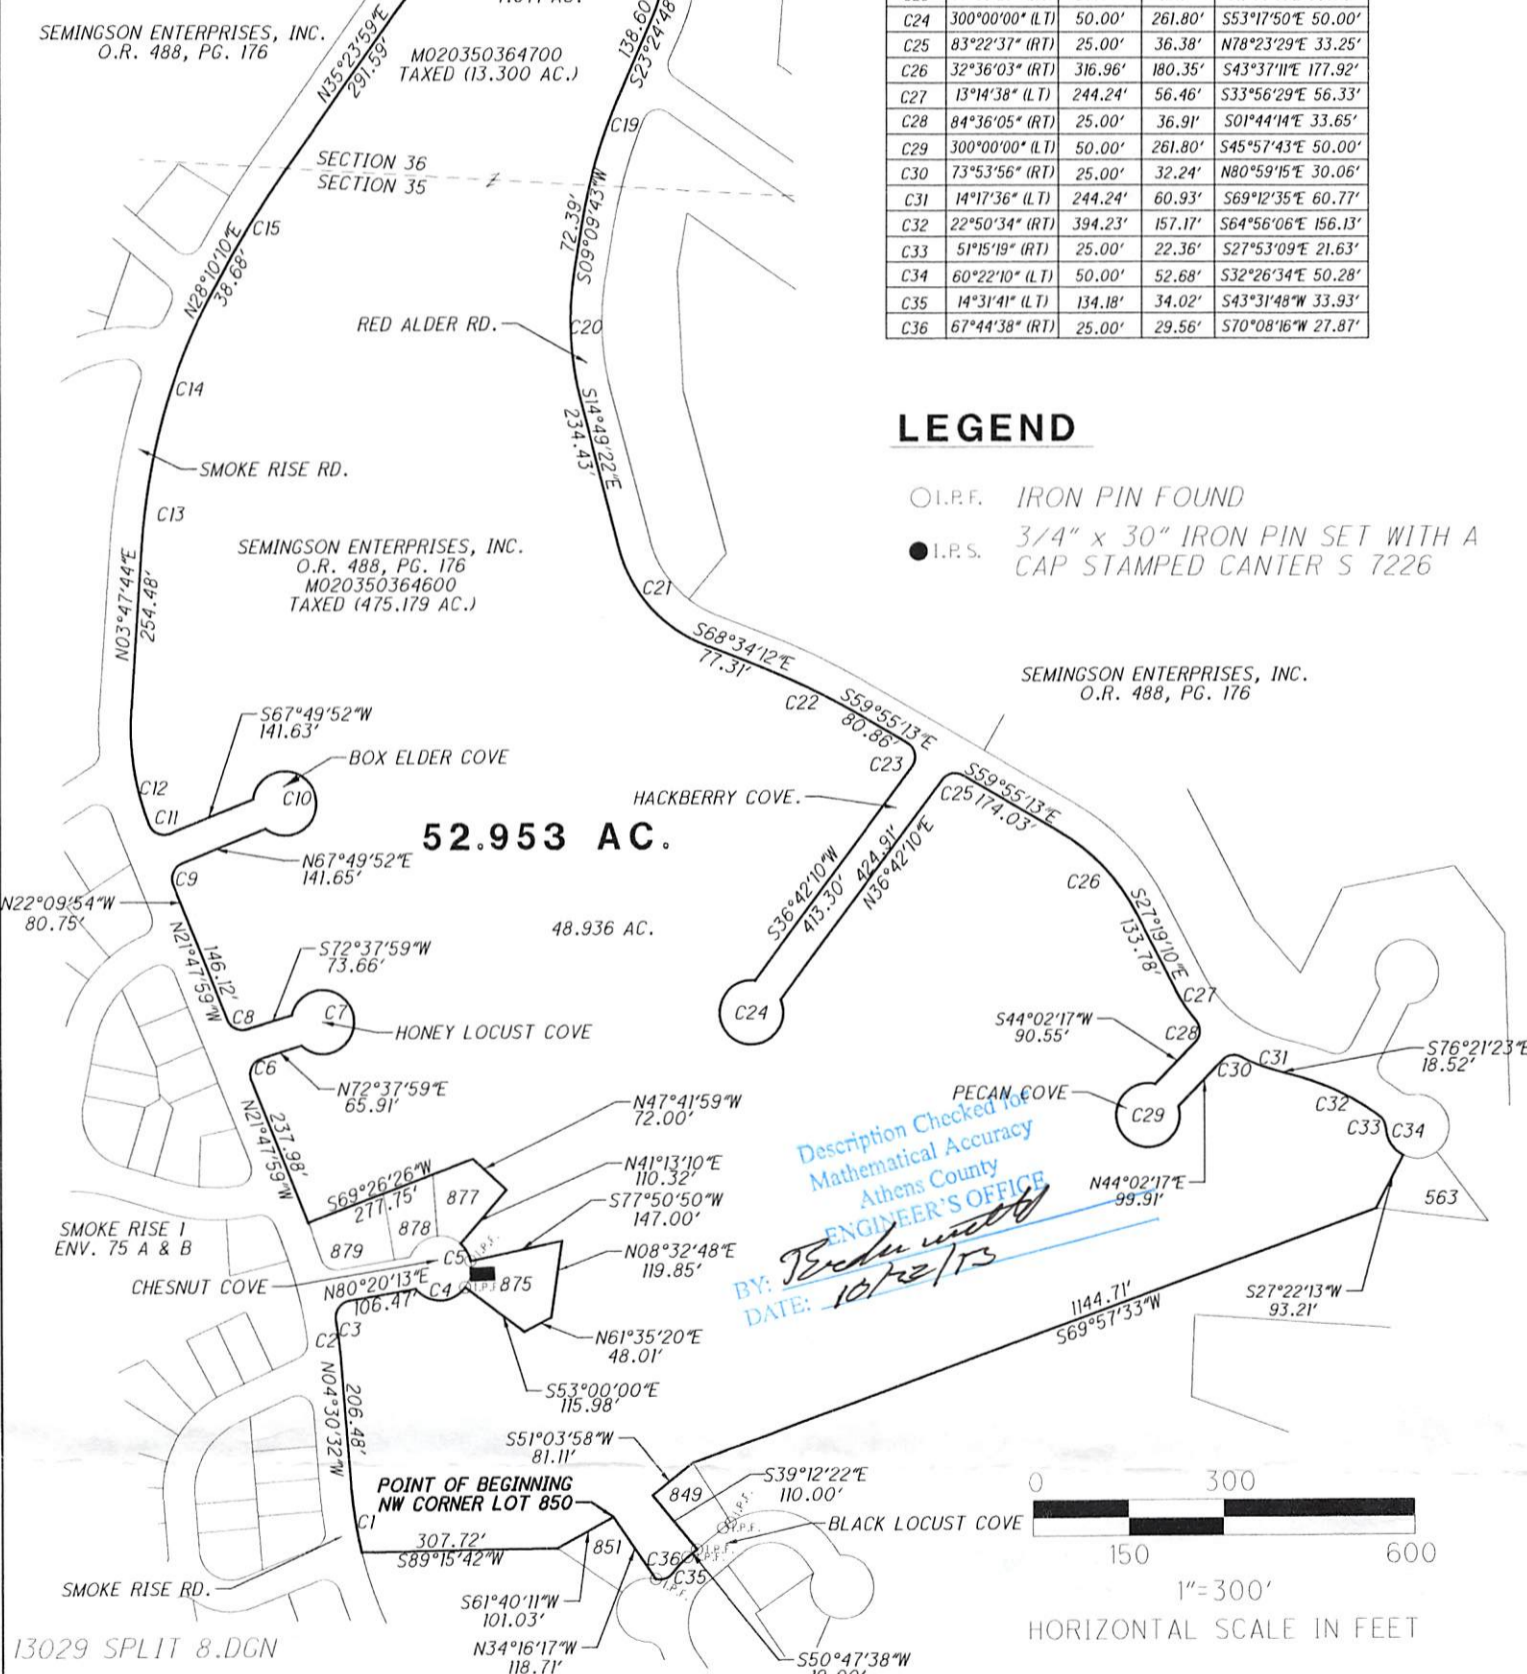 SEMINGSON ENTERPRISES, INC.
O.R. 488, PG. 176
N35°23'59"E
291.59'
M020350364700
TAXED (13.300 AC.)
138.60'
S23°24'48
C19
SECTION 36
SECTION 35
C15
N28°10'10"E
38.68'
72.39'
S09°09'43"W
RED ALDER RD.
C20
C14
S14°49'22"E
234.43'
SMOKE RISE RD.
C13
SEMINGSON ENTERPRISES, INC.
O.R. 488, PG. 176
M020350364600
TAXED (475.179 AC.)
N03°47'44"E
254.48'
C21
S68°34'12"E
77.31'
C22
S59°55'13"E
80.86'
C23
C24 300°00'00" (LT) 50.00' 261.80' S53°17'50"E 50.00'
C25 83°22'37" (RT) 25.00' 36.38' N78°23'29"E 33.25'
C26 32°36'03" (RT) 316.96' 180.35' S43°37'11"E 177.92'
C27 13°14'38" (LT) 244.24' 56.46' S33°56'29"E 56.33'
C28 84°36'05" (RT) 25.00' 36.91' S01°44'14"E 33.65'
C29 300°00'00" (LT) 50.00' 261.80' S45°57'43"E 50.00'
C30 73°53'56" (RT) 25.00' 32.24' N80°59'15"E 30.06'
C31 14°17'36" (LT) 244.24' 60.93' S69°12'35"E 60.77'
C32 22°50'34" (RT) 394.23' 157.17' S64°56'06"E 156.13'
C33 51°15'19" (RT) 25.00' 22.36' S27°53'09"E 21.63'
C34 60°22'10" (LT) 50.00' 52.68' S32°26'34"E 50.28'
C35 14°31'41" (LT) 134.18' 34.02' S43°31'48"W 33.93'
C36 67°44'38" (RT) 25.00' 29.56' S70°08'16"W 27.87'
LEGEND
I.P.F. IRON PIN FOUND
I.P.S. 3/4" x 30" IRON PIN SET WITH A
CAP STAMPED CANTER S 7226
SEMINGSON ENTERPRISES, INC.
O.R. 488, PG. 176
S67°49'52"W
141.63'
BOX ELDER COVE
C12
C11
C10
HACKBERRY COVE.
C25
S59°55'13"E
174.03'
52.953 AC.
N67°49'52"E
141.65'
C9
N22°09'54"W
80.75'
S36°42'10"W
413.30'
424.91'
N36°42'10"E
C26
S27°19'10"E
133.78'
48.936 AC.
146.12'
N21°47'59"W
S72°37'59"W
73.66'
C8
C7
HONEY LOCUST COVE
C24
C27
C28
S44°02'17"W
90.55'
C6
N72°37'59"E
65.91'
C30
C31
S76°21'23"E
18.52'
PECAN COVE
C29
C32
C33
C34
N47°41'59"W
72.00'
237.98'
N21°47'59"W
Description Checked for
Mathematical Accuracy
Athens County
ENGINEER'S OFFICE
BY:
DATE: 10/22/13
N41°13'10"E
110.32'
S77°50'50"W
147.00'
N44°02'17"E
99.91'
563
S69°26'26"W
277.75'
877
878
879
SMOKE RISE 1
ENV. 75 A & B
CHESNUT COVE
C5
I.P.F.
I.P.F.
875
N08°32'48"E
119.85'
N80°20'13"E
106.47'
C4
C3
C2
N61°35'20"E
48.01'
S53°00'00"E
115.98'
1144.71'
S69°57'33"W
S27°22'13"W
93.21'
206.48'
N04°30'32"W
S51°03'58"W
81.11'
POINT OF BEGINNING
NW CORNER LOT 850
849
S39°12'22"E
110.00'
I.P.F.
I.P.F.
BLACK LOCUST COVE
C1
307.72'
S89°15'42"W
851
C36
I.P.F.
I.P.F.
C35
I.P.F.
SMOKE RISE RD.
S61°40'11"W
101.03'
N34°16'17"W
118.71'
S50°47'38"W
0 300
150 600
1"=300'
HORIZONTAL SCALE IN FEET
13029 SPLIT 8.DGN